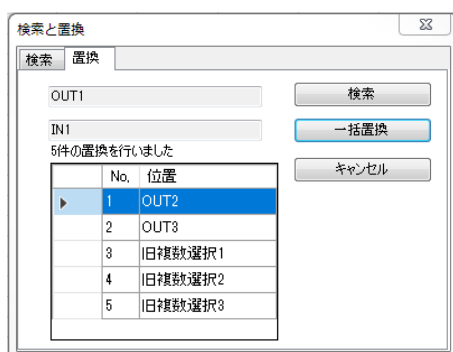 検索と置換
検索 置換
OUT1 検索
IN1 一括置換
5件の置換を行いました
キャンセル
No. 位置
1 OUT2
2 OUT3
3 旧複数選択1
4 旧複数選択2
5 旧複数選択3